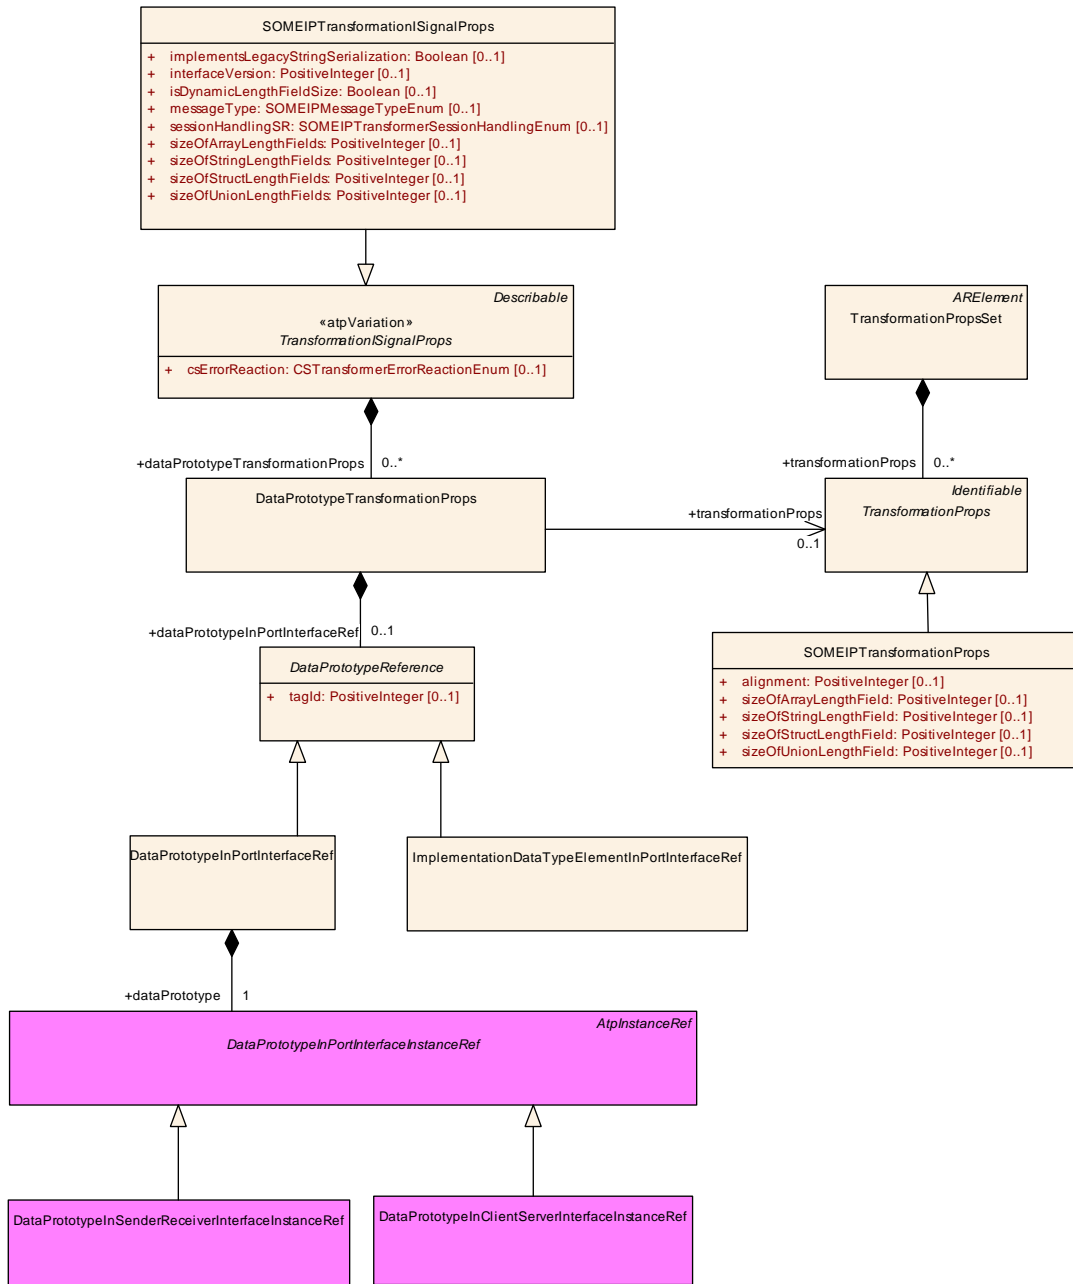 SOMEIPTransformationISignalProps
+ implementsLegacyStringSerialization: Boolean [0..1]
+ interfaceVersion: PositiveInteger [0..1]
+ isDynamicLengthFieldSize: Boolean [0..1]
+ messageType: SOMEIPMessageTypeEnum [0..1]
+ sessionHandlingSR: SOMEIPTransformerSessionHandlingEnum [0..1]
+ sizeOfArrayLengthFields: PositiveInteger [0..1]
+ sizeOfStringLengthFields: PositiveInteger [0..1]
+ sizeOfStructLengthFields: PositiveInteger [0..1]
+ sizeOfUnionLengthFields: PositiveInteger [0..1]
Describable
«atpVariation»
TransformationISignalProps
+ csErrorReaction: CSTransformerErrorReactionEnum [0..1]
ARElement
TransformationPropsSet
+dataPrototypeTransformationProps 0..*
+transformationProps 0..*
DataPrototypeTransformationProps
+transformationProps
0..1
Identifiable
TransformationProps
+dataPrototypeInPortInterfaceRef 0..1
DataPrototypeReference
+ tagId: PositiveInteger [0..1]
SOMEIPTransformationProps
+ alignment: PositiveInteger [0..1]
+ sizeOfArrayLengthField: PositiveInteger [0..1]
+ sizeOfStringLengthField: PositiveInteger [0..1]
+ sizeOfStructLengthField: PositiveInteger [0..1]
+ sizeOfUnionLengthField: PositiveInteger [0..1]
DataPrototypeInPortInterfaceRef
ImplementationDataTypeElementInPortInterfaceRef
+dataPrototype 1
AtpInstanceRef
DataPrototypeInPortInterfaceInstanceRef
DataPrototypeInSenderReceiverInterfaceInstanceRef
DataPrototypeInClientServerInterfaceInstanceRef